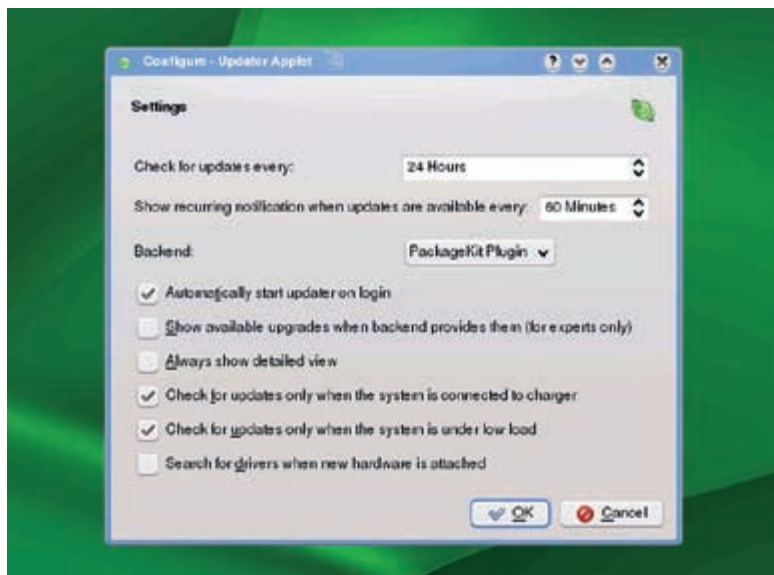 Configure - Updater Applet
Settings
Check for updates every: 24 Hours
Show recurring notification when updates are available every: 60 Minutes
Backend: PackageKit Plugin
Automatically start updater on login
Show available upgrades when backend provides them (for experts only)
Always show detailed view
Check for updates only when the system is connected to charger
Check for updates only when the system is under low load
Search for drivers when new hardware is attached
OK Cancel